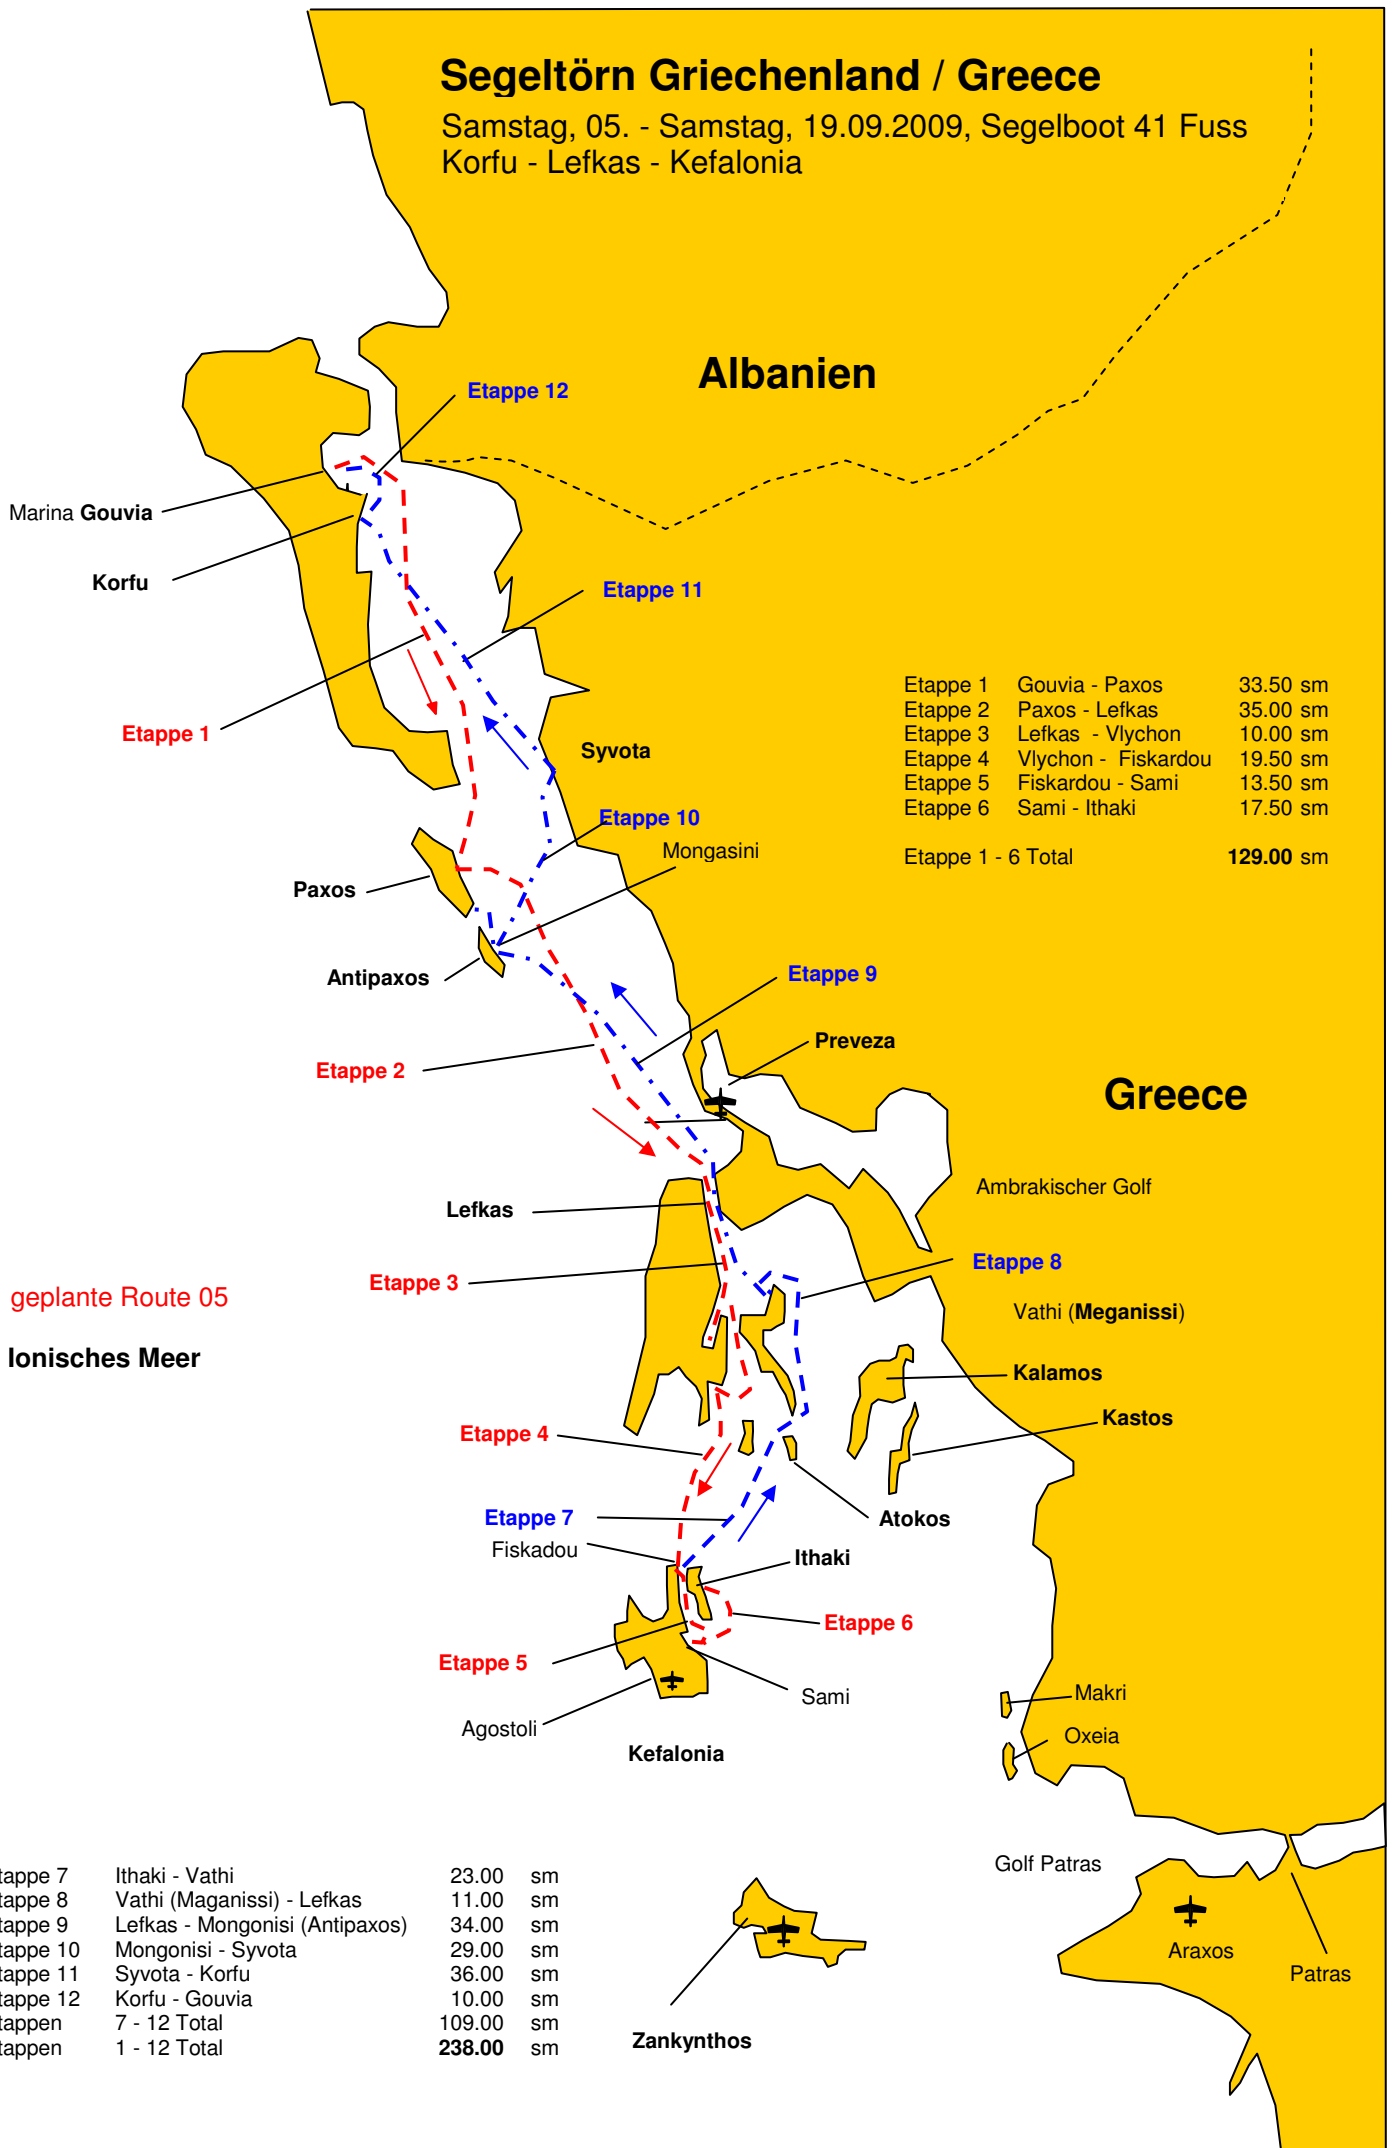 Segeltörn Griechenland / Greece
Samstag, 05. - Samstag, 19.09.2009, Segelboot 41 Fuss
Korfu - Lefkas - Kefalonia
Albanien
Etappe 12
Marina Gouvia
Korfu
Etappe 11
Etappe 1 Gouvia - Paxos 33.50 sm
Etappe 2 Paxos - Lefkas 35.00 sm
Etappe 3 Lefkas - Vlychon 10.00 sm
Etappe 4 Vlychon - Fiskardou 19.50 sm
Etappe 5 Fiskardou - Sami 13.50 sm
Etappe 6 Sami - Ithaki 17.50 sm
Etappe 1 - 6 Total 129.00 sm
Etappe 1
Syvota
Etappe 10
Mongasini
Paxos
Antipaxos
Etappe 9
Preveza
Etappe 2
Greece
Ambrakischer Golf
Lefkas
Etappe 8
Etappe 3
geplante Route 05
Vathi (Meganissi)
Ionisches Meer
Kalamos
Kastos
Etappe 4
Etappe 7
Atokos
Fiskadou
Ithaki
Etappe 6
Etappe 5
Sami
Makri
Agostoli
Oxeia
Kefalonia
Golf Patras
tappe 7 Ithaki - Vathi 23.00 sm
tappe 8 Vathi (Maganissi) - Lefkas 11.00 sm
tappe 9 Lefkas - Mongonisi (Antipaxos) 34.00 sm
tappe 10 Mongonisi - Syvota 29.00 sm
tappe 11 Syvota - Korfu 36.00 sm
tappe 12 Korfu - Gouvia 10.00 sm
tappen 7 - 12 Total 109.00 sm
tappen 1 - 12 Total 238.00 sm
Araxos
Patras
Zankynthos